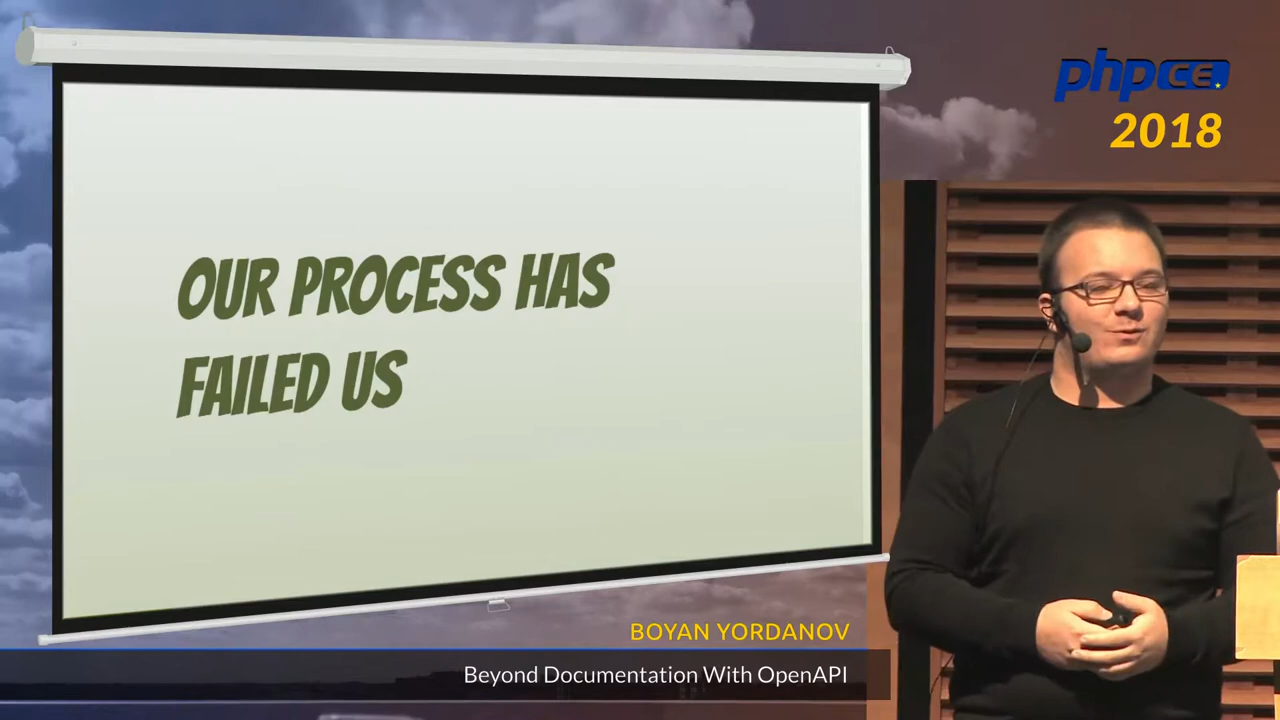 phpCE
2018
OUR PROCESS HAS
FAILED US
BOYAN YORDANOV
Beyond Documentation With OpenAPI